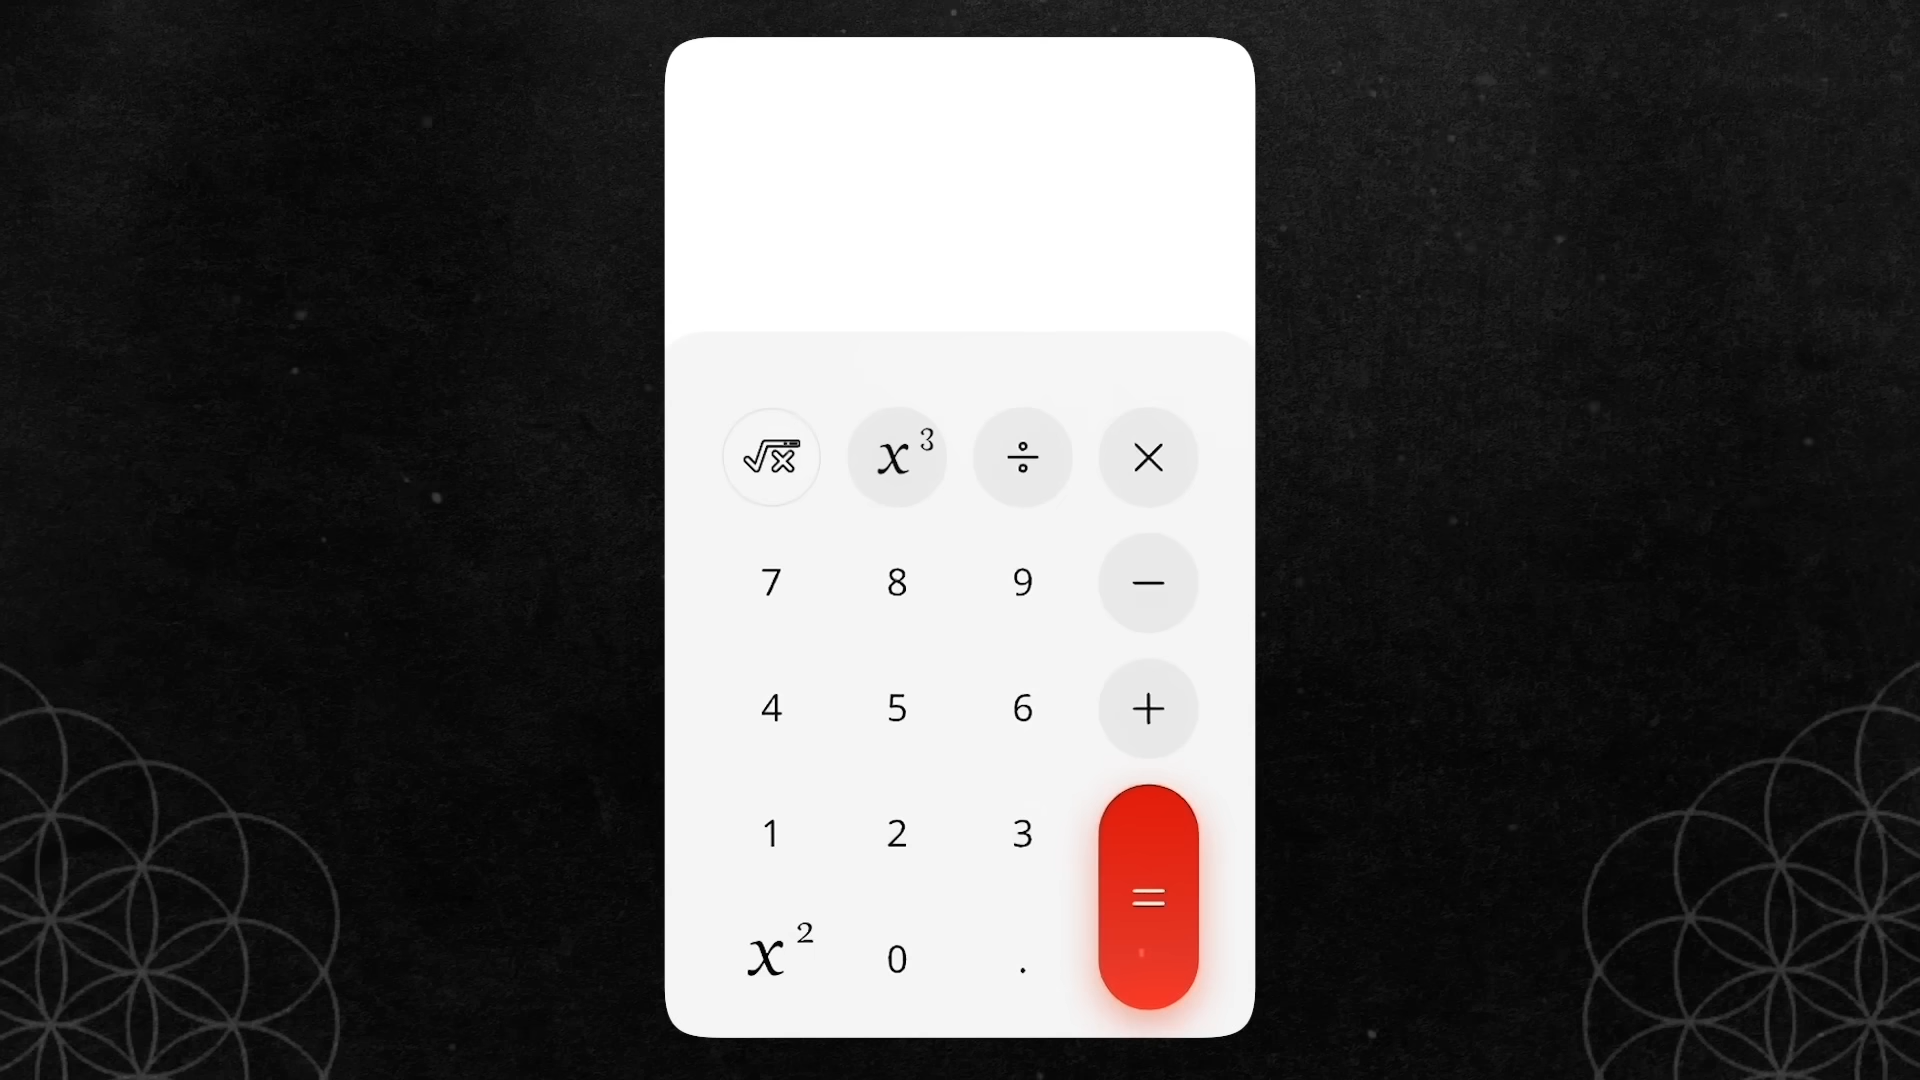 √x x³ ÷ ×
7 8 9 −
4 5 6 +
1 2 3 =
x² 0 .